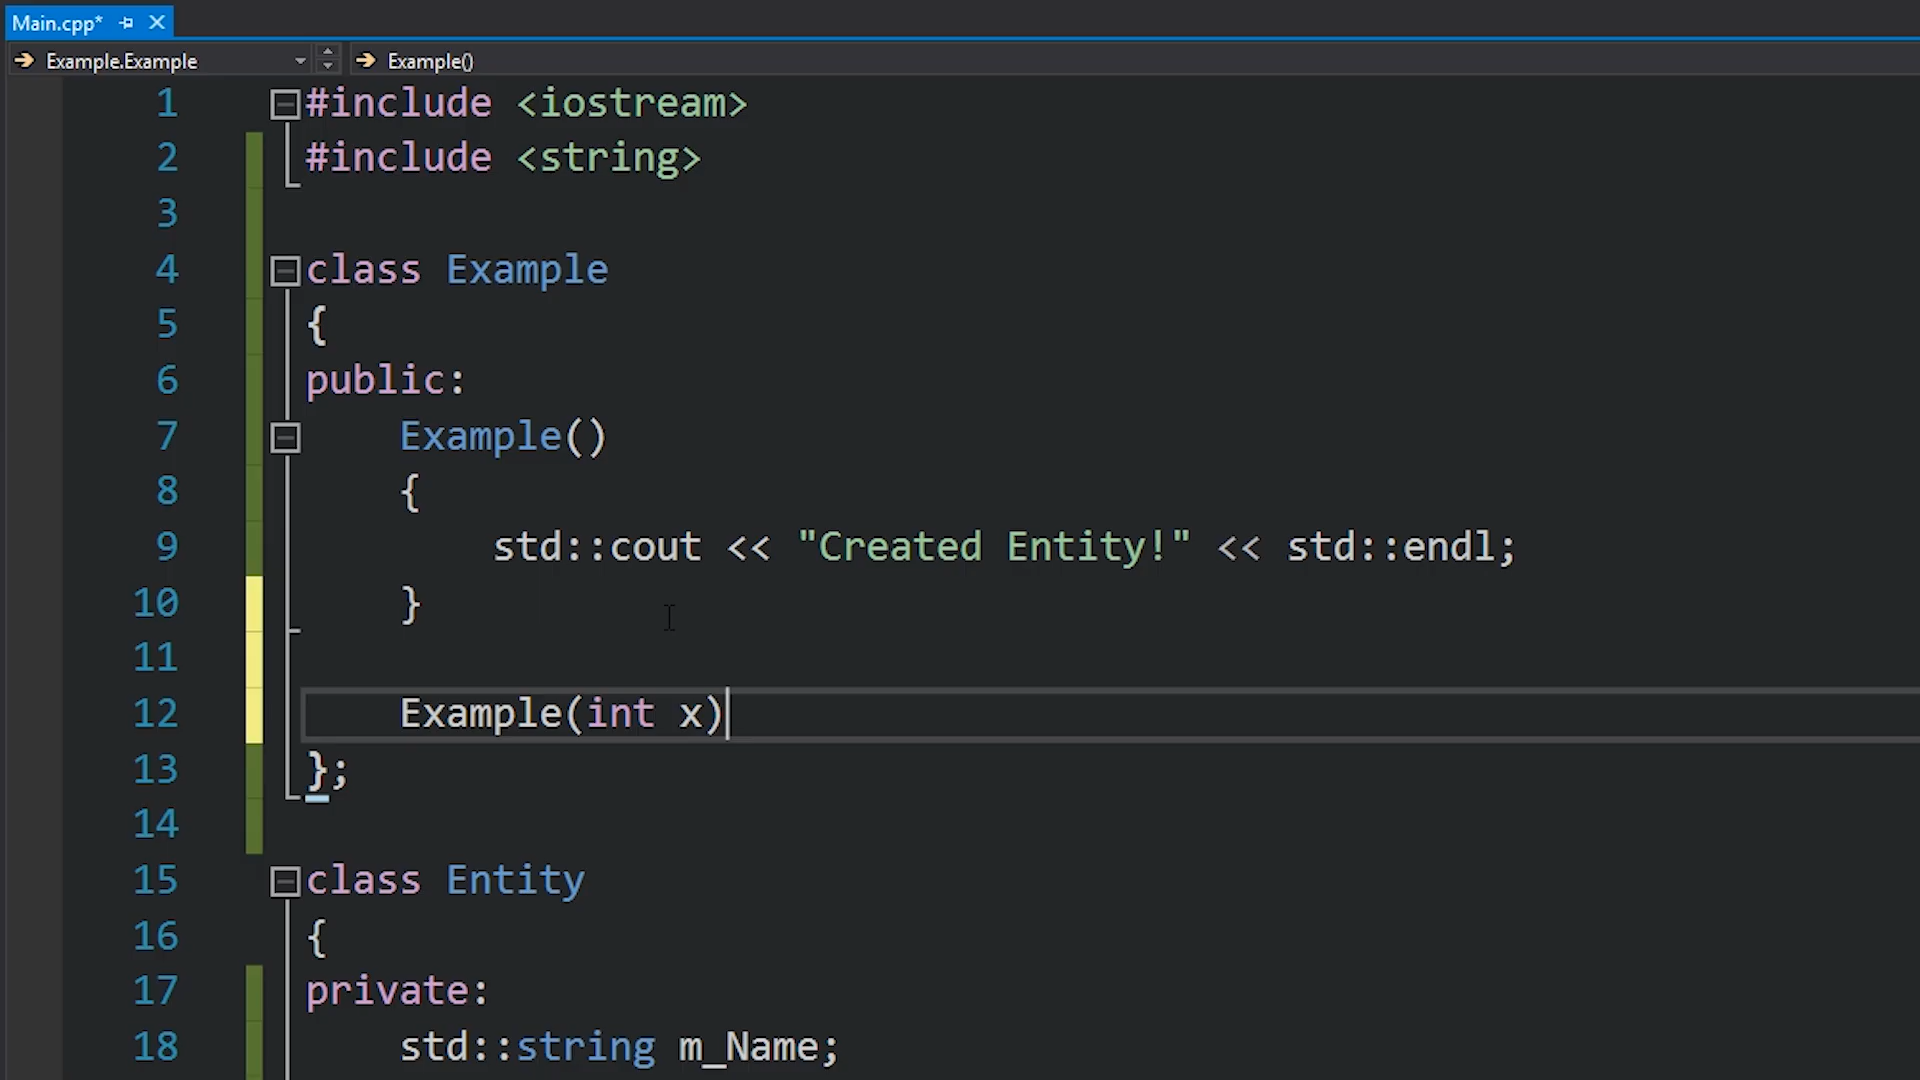 Main.cpp*
Example.Example Example()
1 #include <iostream>
2 #include <string>
3
4 class Example
5 {
6 public:
7 Example()
8 {
9 std::cout << "Created Entity!" << std::endl;
10 }
11
12 Example(int x)
13 };
14
15 class Entity
16 {
17 private:
18 std::string m_Name;